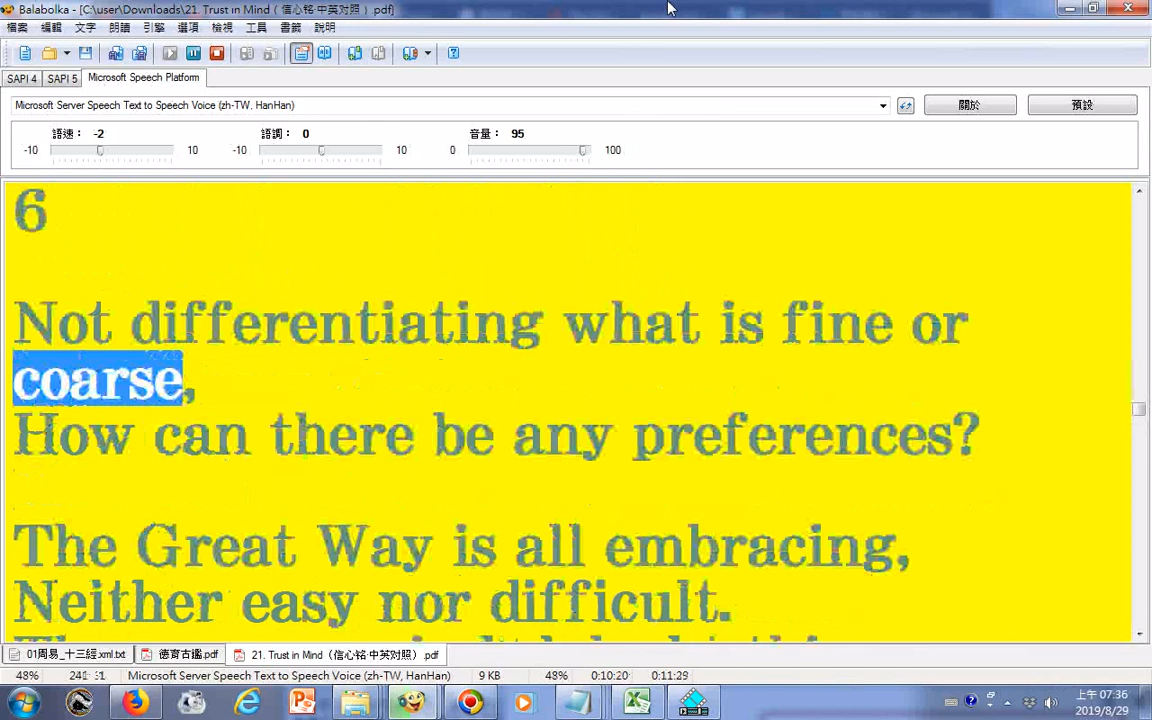 Balabolka - [C:\user\Downloads\21. Trust in Mind（信心铭·中英对照）.pdf]
檔案 編輯 文字 朗讀 引擎 選項 檢視 工具 書籤 說明
SAPI 4 SAPI 5 Microsoft Speech Platform
Microsoft Server Speech Text to Speech Voice (zh-TW, HanHan) 關於 預設
語速： -2 語調： 0 音量： 95
-10 10 -10 10 0 100
6
Not differentiating what is fine or
coarse,
How can there be any preferences?
The Great Way is all embracing,
Neither easy nor difficult.
01周易_十三經.xml.txt 德育古鑑.pdf 21. Trust in Mind（信心铭·中英对照）.pdf
48% Microsoft Server Speech Text to Speech Voice (zh-TW, HanHan) 9 KB 48% 0:10:20 0:11:29
上午 07:36
2019/8/29